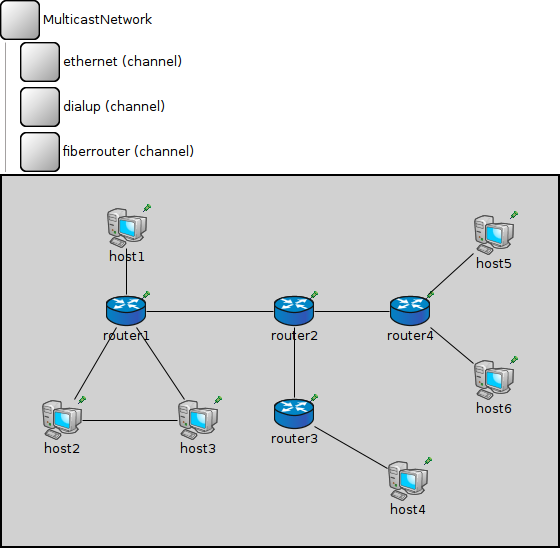 MulticastNetwork
ethernet (channel)
dialup (channel)
fiberrouter (channel)
host1
host5
router1
router2
router4
host6
router3
host2
host3
host4